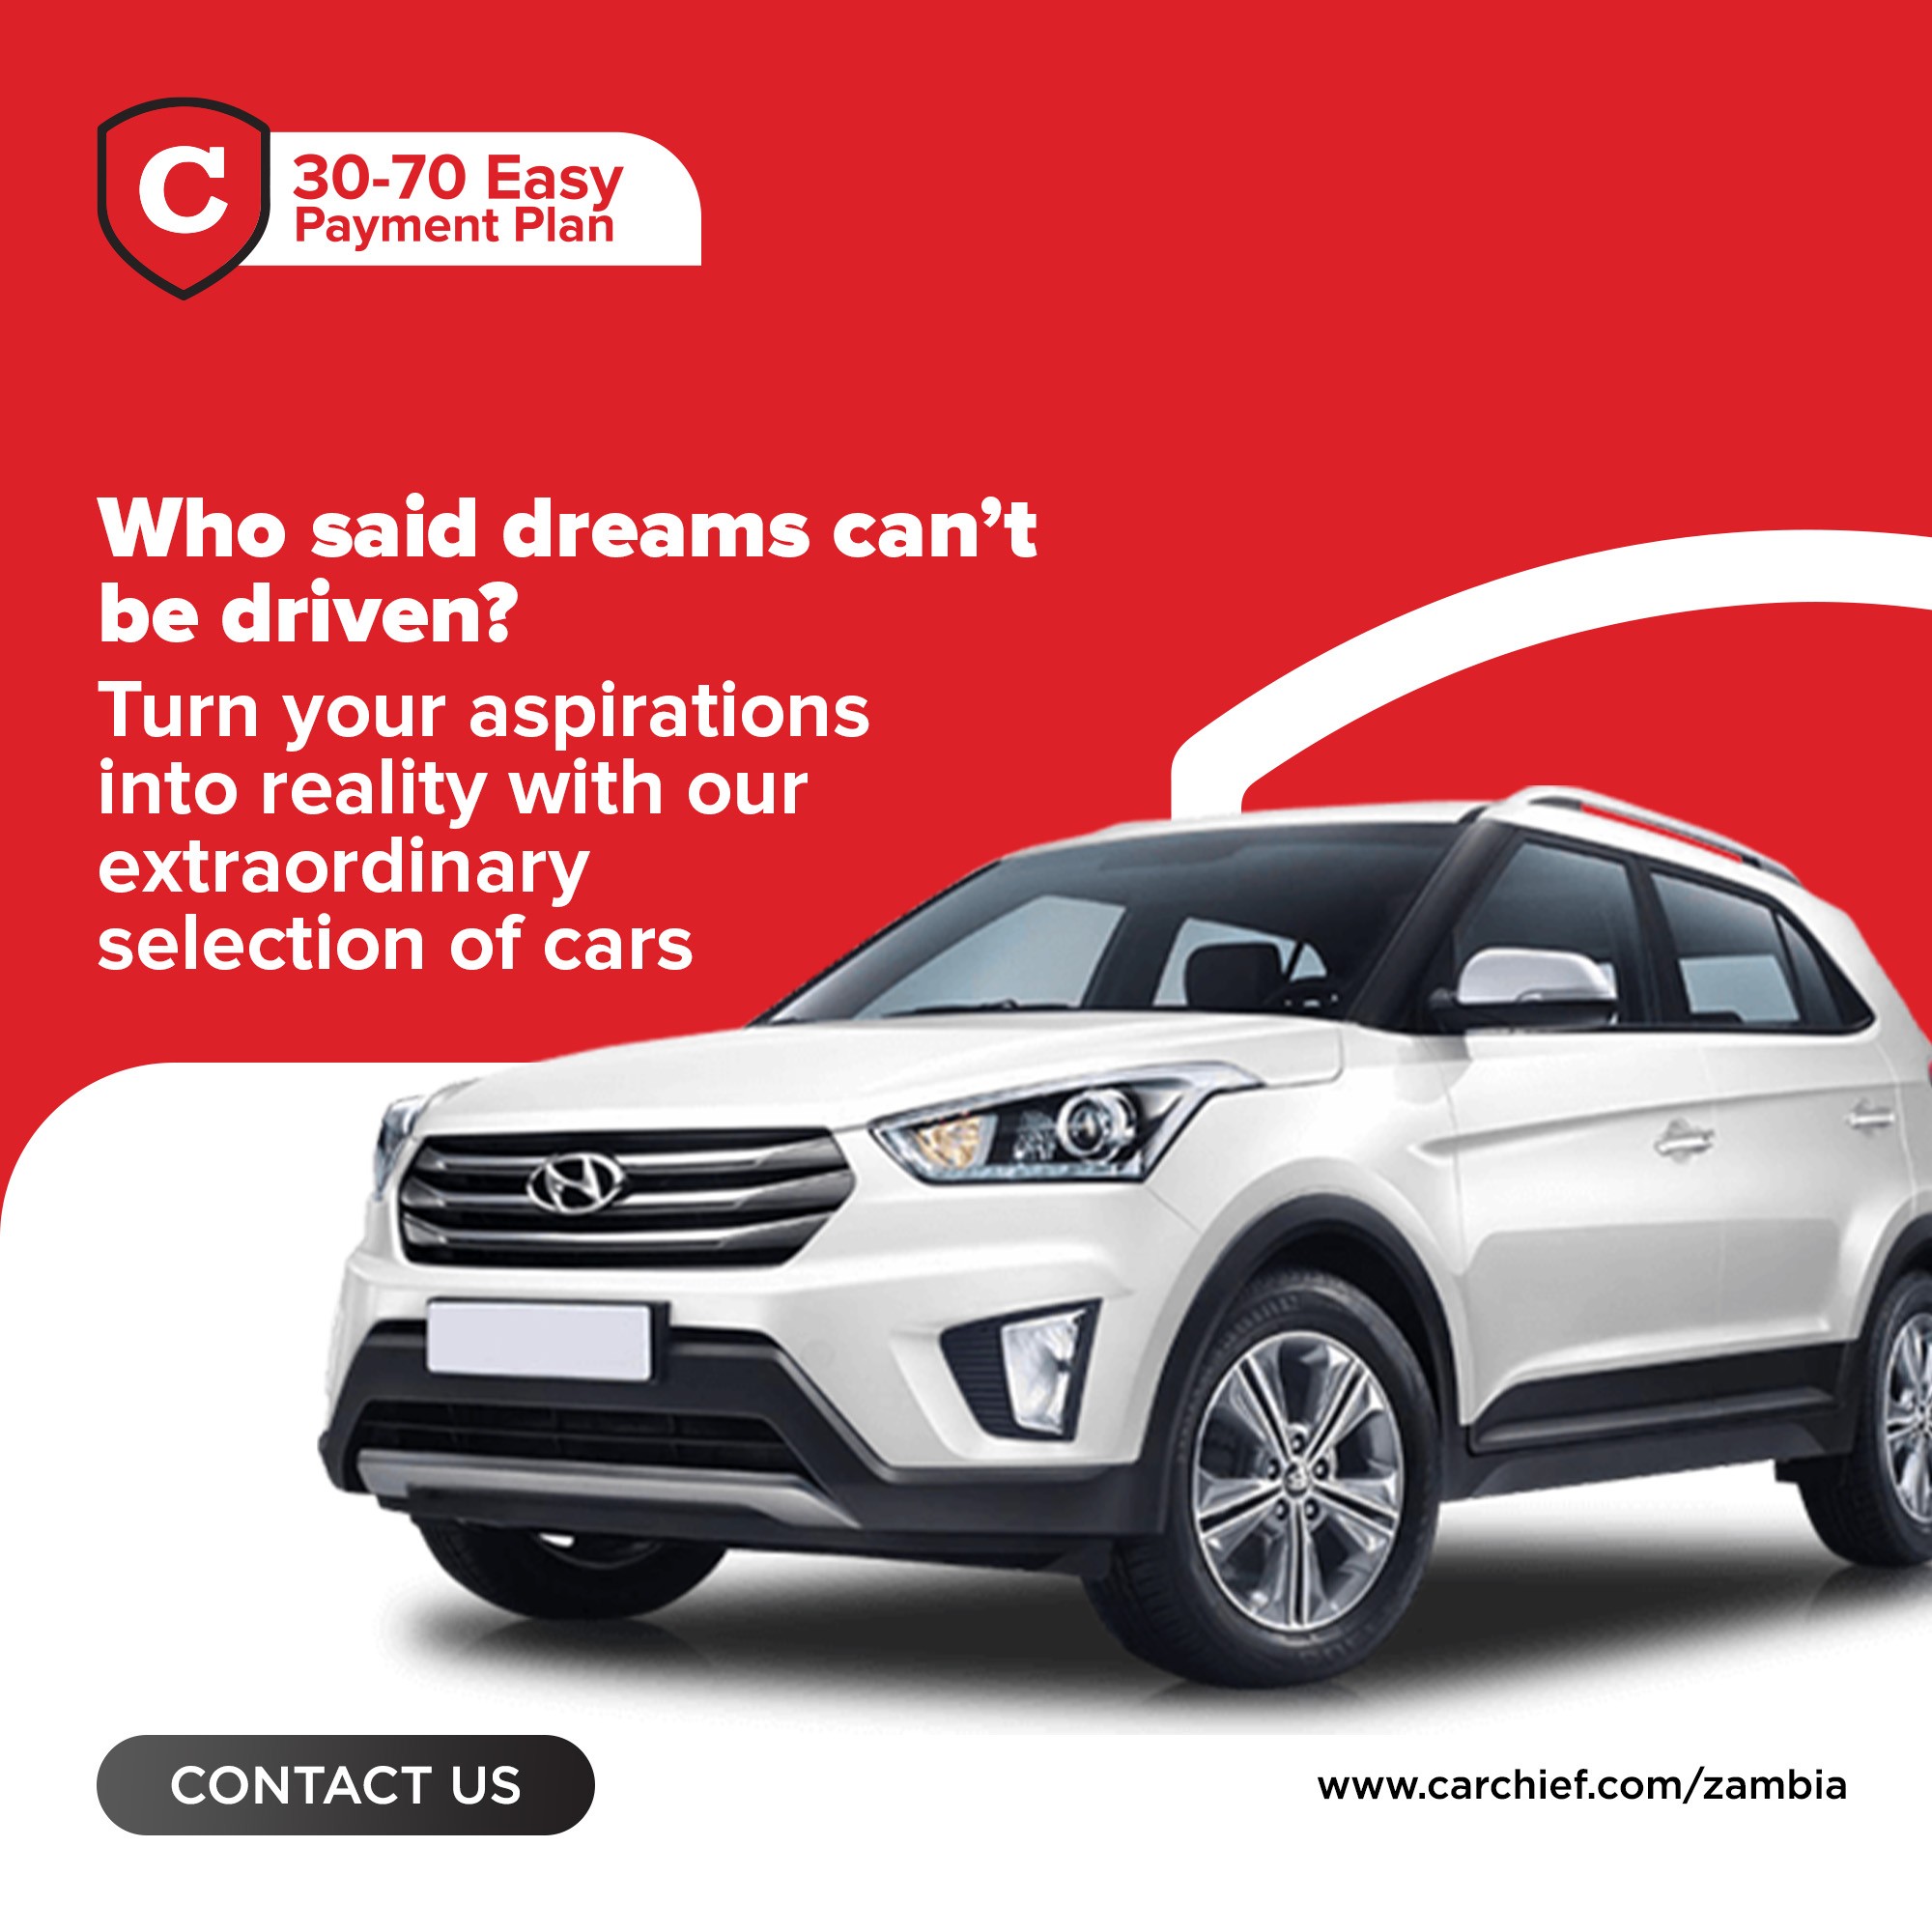 C
30-70 Easy
Payment Plan
Who said dreams can’t
be driven?
Turn your aspirations
into reality with our
extraordinary
selection of cars
CONTACT US
www.carchief.com/zambia